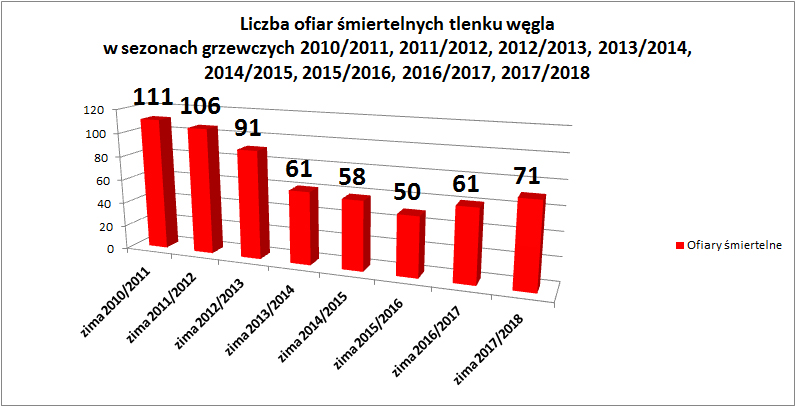 Liczba ofiar śmiertelnych tlenku węgla
w sezonach grzewczych 2010/2011, 2011/2012, 2012/2013, 2013/2014,
2014/2015, 2015/2016, 2016/2017, 2017/2018
120
100
80
60
40
20
0
111
106
91
61
58
50
61
71
zima 2010/2011
zima 2011/2012
zima 2012/2013
zima 2013/2014
zima 2014/2015
zima 2015/2016
zima 2016/2017
zima 2017/2018
Ofiary śmiertelne